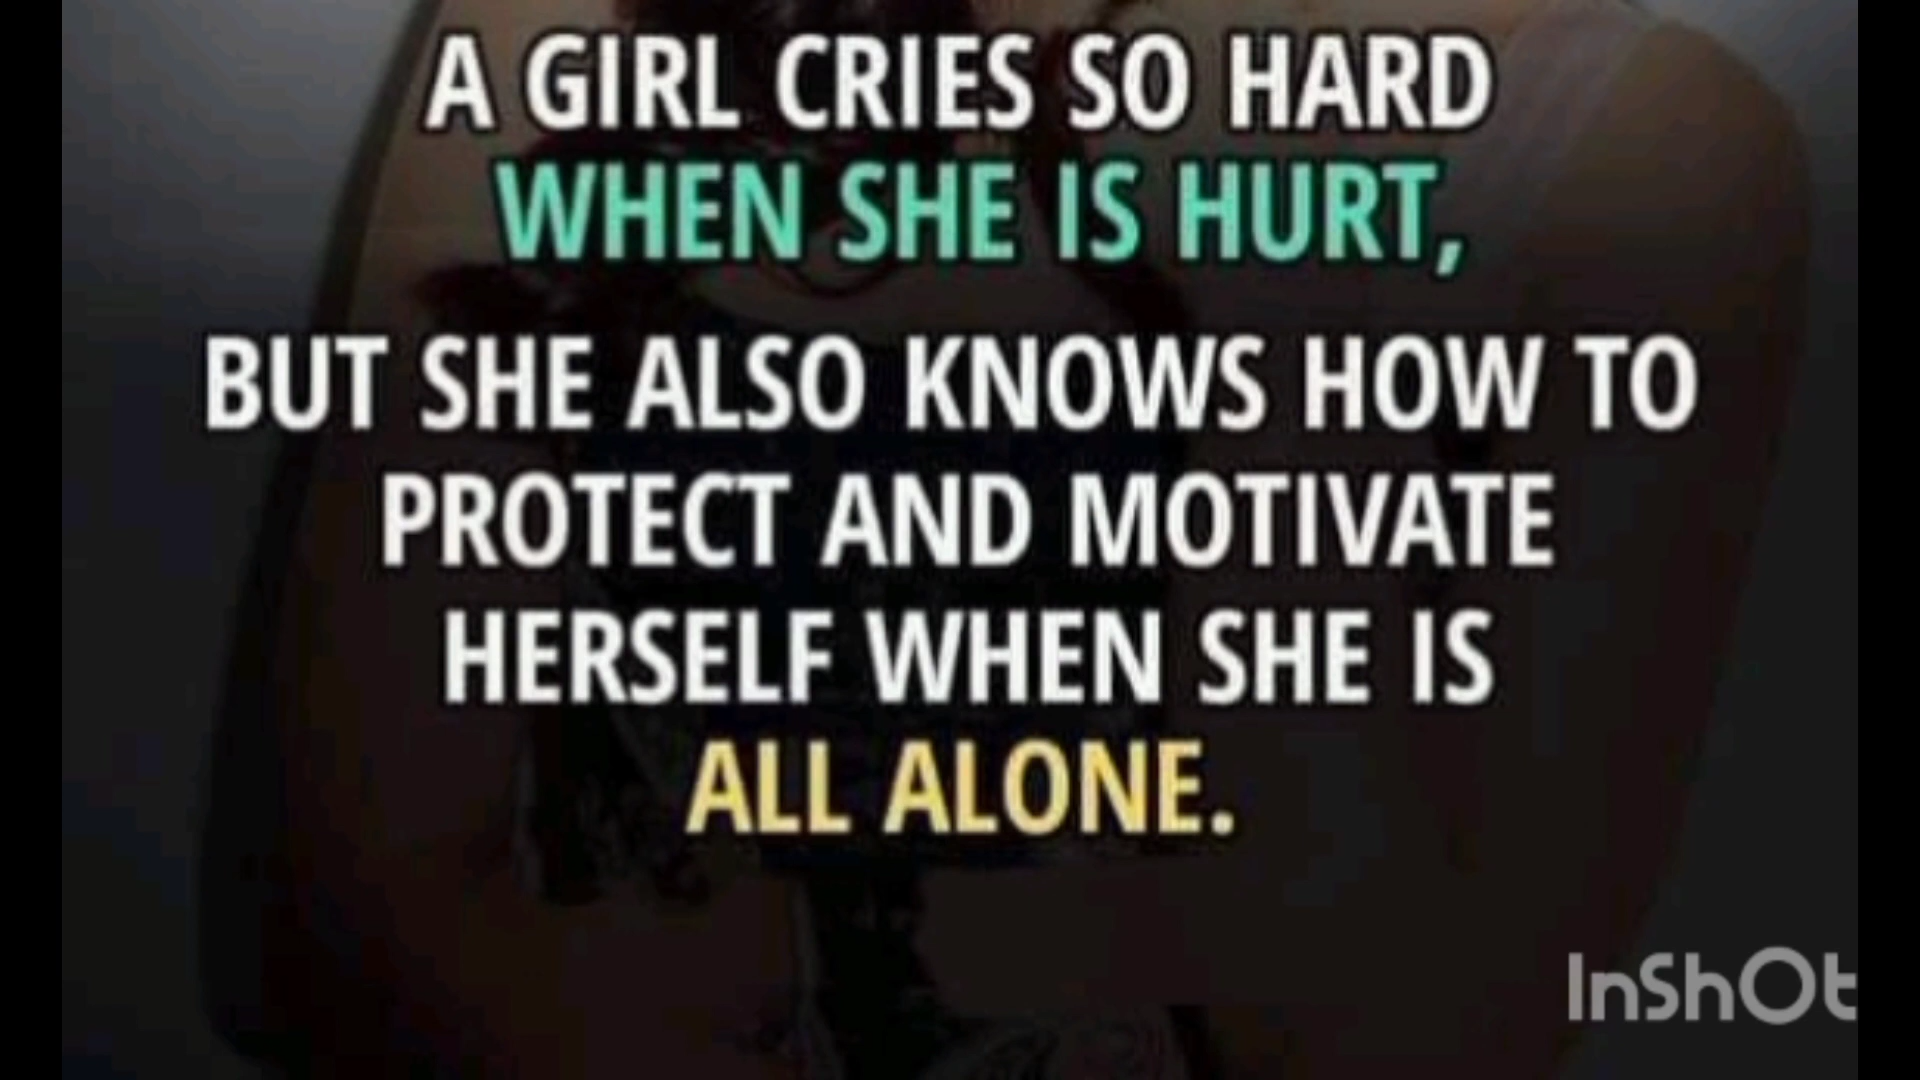 A GIRL CRIES SO HARD
WHEN SHE IS HURT,
BUT SHE ALSO KNOWS HOW TO
PROTECT AND MOTIVATE
HERSELF WHEN SHE IS
ALL ALONE.
InShOt